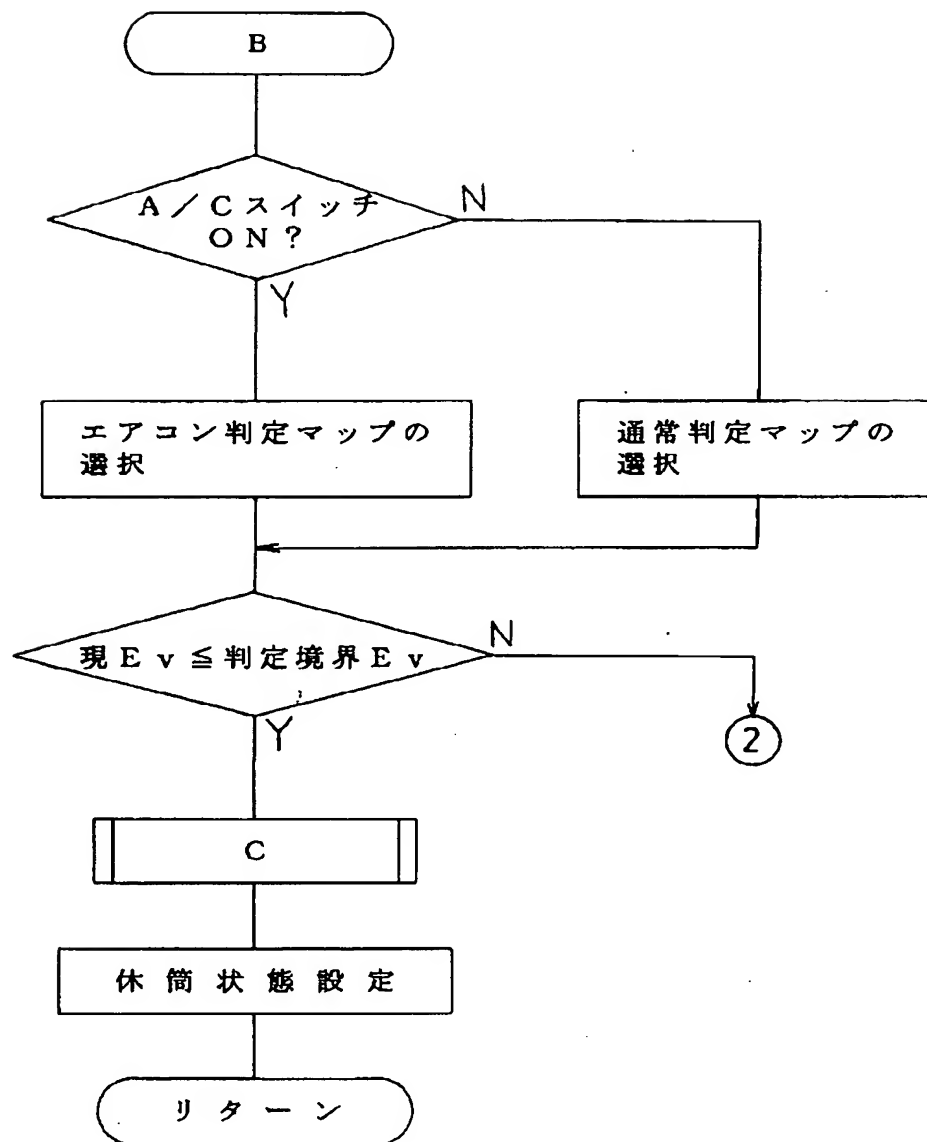 B
A／Cスイッチ
ON？
N
Y
エアコン判定マップの
選択
通常判定マップの
選択
現Ev≦判定境界Ev
N
Y
2
C
休筒状態設定
リターン